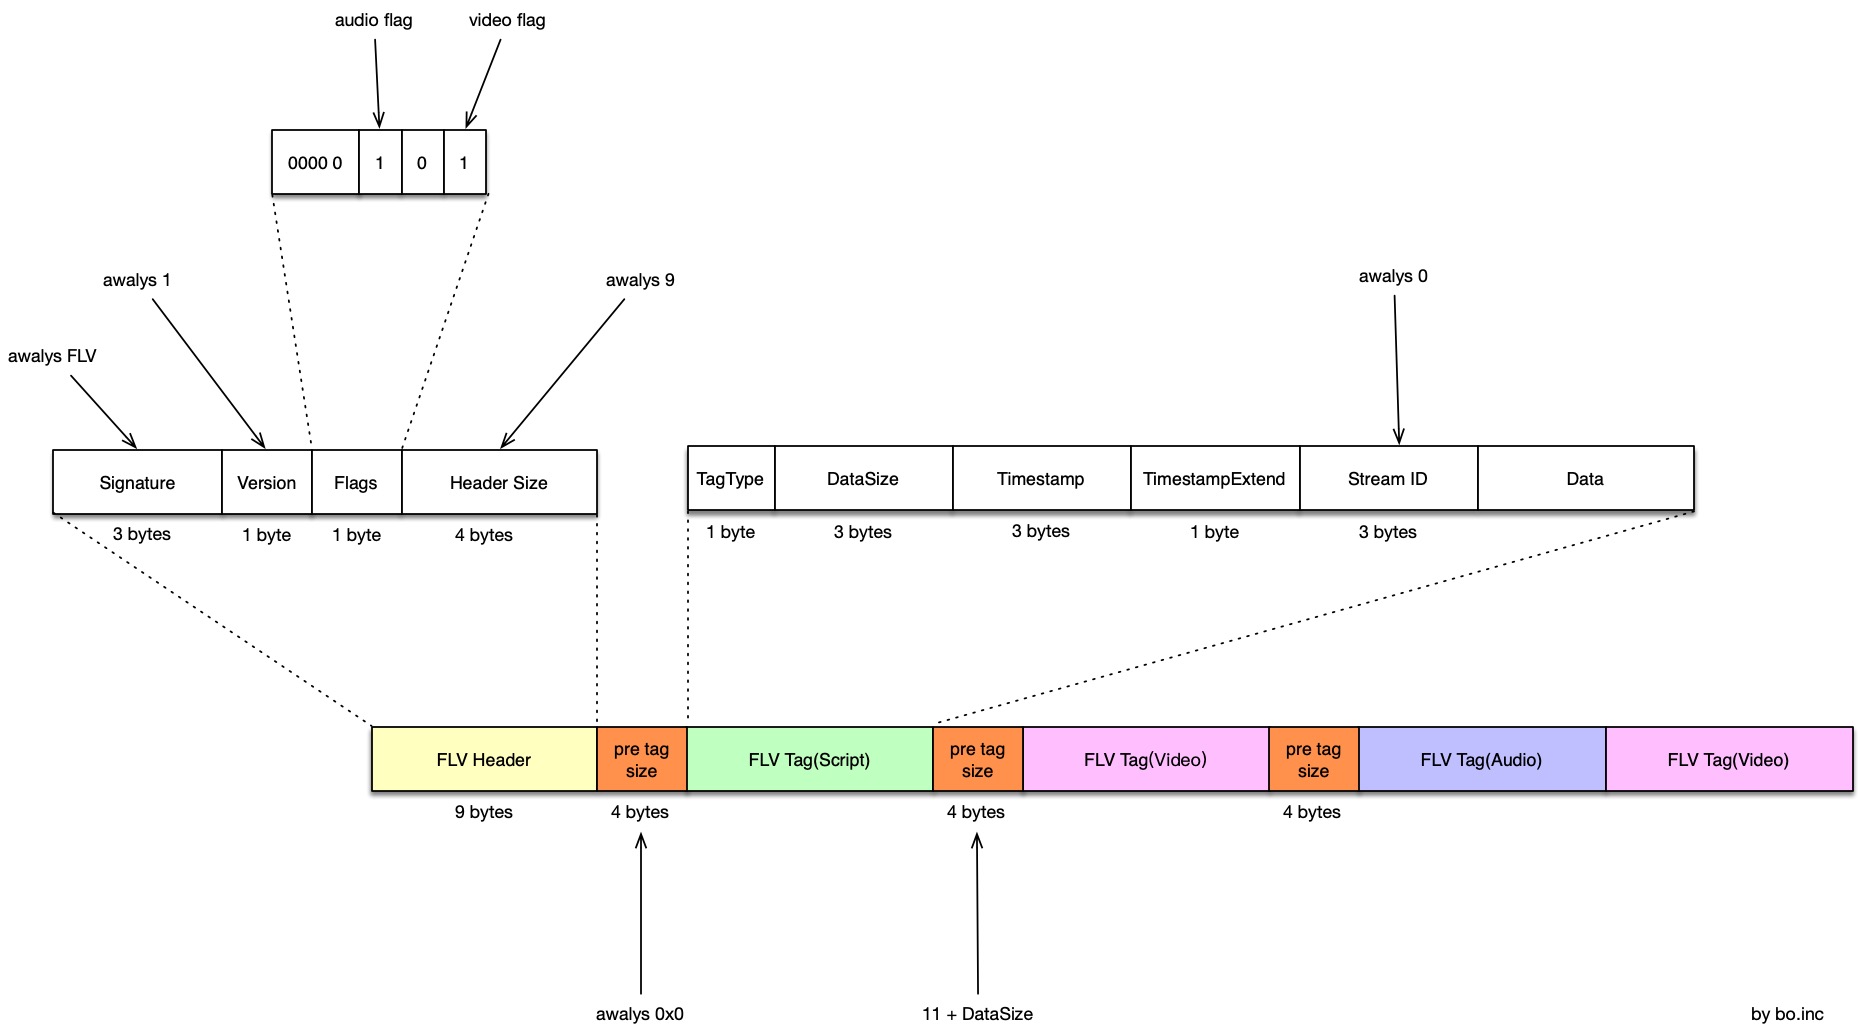 audio flag
video flag
0000 0
1
0
1
awalys 1
awalys 9
awalys 0
awalys FLV
Signature
Version
Flags
Header Size
3 bytes
1 byte
1 byte
4 bytes
TagType
DataSize
Timestamp
TimestampExtend
Stream ID
Data
1 byte
3 bytes
3 bytes
1 byte
3 bytes
FLV Header
pre tag
size
FLV Tag(Script)
pre tag
size
FLV Tag(Video)
pre tag
size
FLV Tag(Audio)
FLV Tag(Video)
9 bytes
4 bytes
4 bytes
4 bytes
awalys 0x0
11 + DataSize
by bo.inc